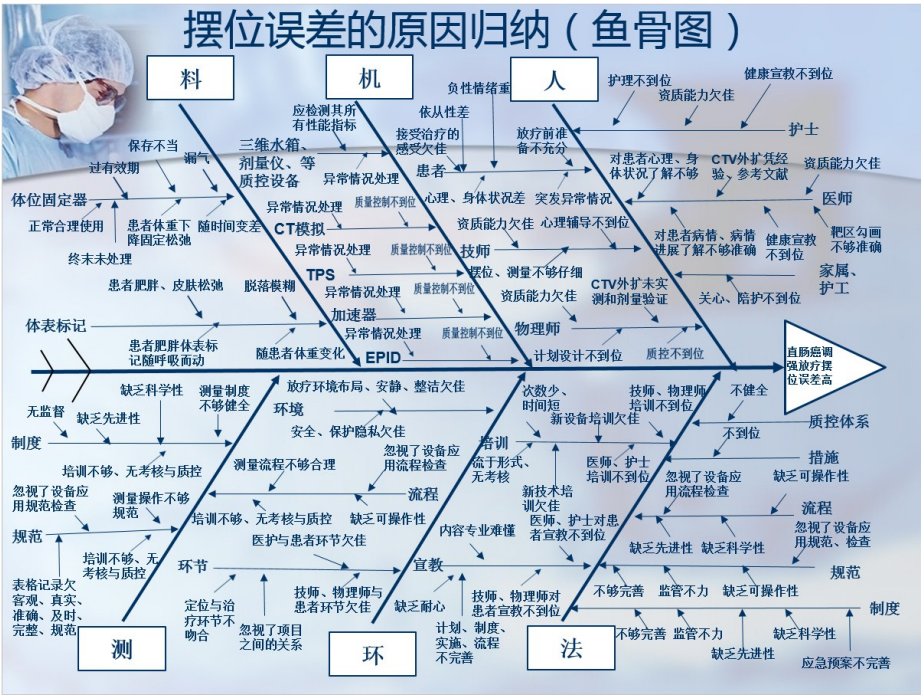 摆位误差的原因归纳（鱼骨图）
料
机
人
保存不当
漏气
过有效期
体位固定器
正常合理使用
患者体重下
降固定松弛
随时间变差
终末未处理
患者肥胖、皮肤松弛
脱落模糊
体表标记
患者肥胖体表标
记随呼吸而动
随患者体重变化
应检测其所
有性能指标
三维水箱、
剂量仪、等
质控设备
异常情况处理
异常情况处理
质量控制不到位
CT模拟
异常情况处理
质量控制不到位
TPS
异常情况处理
质量控制不到位
加速器
异常情况处理
质量控制不到位
EPID
负性情绪重
依从性差
接受治疗的
感受欠佳
放疗前准
备不充分
患者
心理、身体状况差
突发异常情况
资质能力欠佳
心理辅导不到位
技师
摆位、测量不够仔细
资质能力欠佳
CTV外扩未实
测和剂量验证
物理师
计划设计不到位
质控不到位
护理不到位
资质能力欠佳
健康宣教不到位
护士
对患者心理、身
体状况了解不够
CTV外扩凭经
验、参考文献
资质能力欠佳
医师
对患者病情、病情
进展了解不够准确
健康宣教
不到位
靶区勾画
不够准确
家属、
护工
关心、陪护不到位
直肠癌调
强放疗摆
位误差高
无监督
缺乏先进性
缺乏科学性
测量制度
不够健全
制度
培训不够、无考核与质控
忽视了设备应
用规范检查
测量操作不够
规范
规范
培训不够、无
考核与质控
表格记录欠
客观、真实、
准确、及时、
完整、规范
测量流程不够合理
忽视了设备应
用流程检查
流程
培训不够、无考核与质控
缺乏可操作性
医护与患者环节欠佳
环节
定位与治
疗环节不
吻合
忽视了项目
之间的关系
技师、物理师与
患者环节欠佳
放疗环境布局、安静、整洁欠佳
环境
安全、保护隐私欠佳
次数少、
时间短
新设备培训欠佳
技师、物理师
培训不到位
培训
流于形式、
无考核
新技术培
训欠佳
医师、护士
培训不到位
内容专业难懂
医师、护士对患
者宣教不到位
宣教
缺乏耐心
计划、制度、
实施、流程
不完善
技师、物理师对
患者宣教不到位
不健全
质控体系
不到位
措施
忽视了设备应
用流程检查
缺乏可操作性
流程
缺乏先进性
缺乏科学性
忽视了设备应
用规范、检查
规范
不够完善
监管不力
缺乏可操作性
制度
不够完善
监管不力
缺乏先进性
缺乏科学性
应急预案不完善
测
环
法